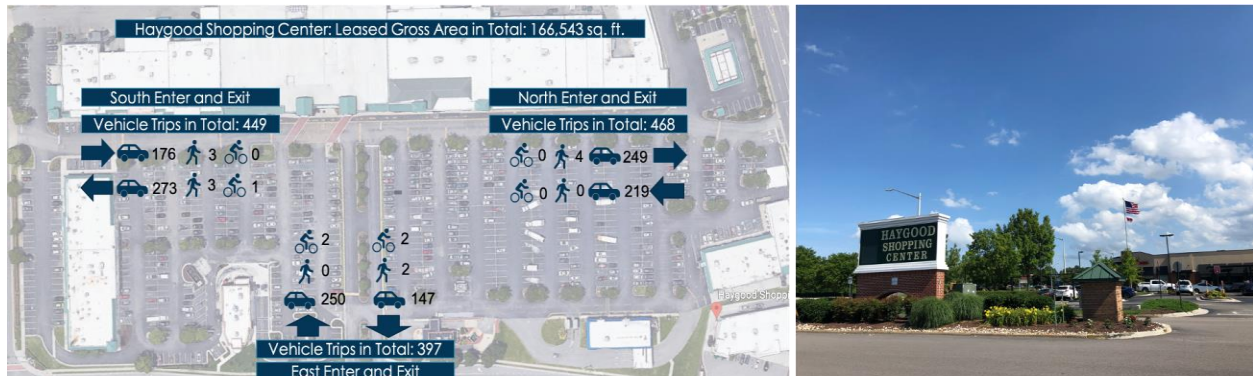 Haygood Shopping Center: Leased Gross Area in Total: 166,543 sq. ft.
South Enter and Exit
Vehicle Trips in Total: 449
176 3 0
273 3 1
North Enter and Exit
Vehicle Trips in Total: 468
0 4 249
0 0 219
2 2
0 2
250 147
Vehicle Trips in Total: 397
East Enter and Exit
Haygood Shopp
HAYGOOD
SHOPPING
CENTER